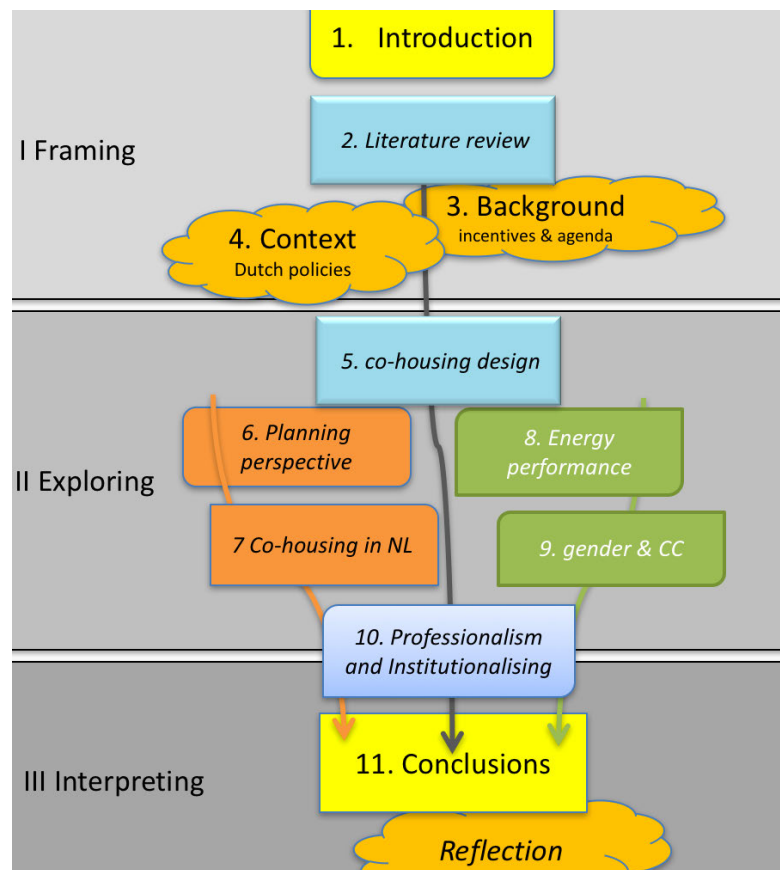 1. Introduction
2. Literature review
I Framing
3. Background
incentives & agenda
4. Context
Dutch policies
5. co-housing design
6. Planning
perspective
8. Energy
performance
II Exploring
7 Co-housing in NL
9. gender & CC
10. Professionalism
and Institutionalising
11. Conclusions
III Interpreting
Reflection